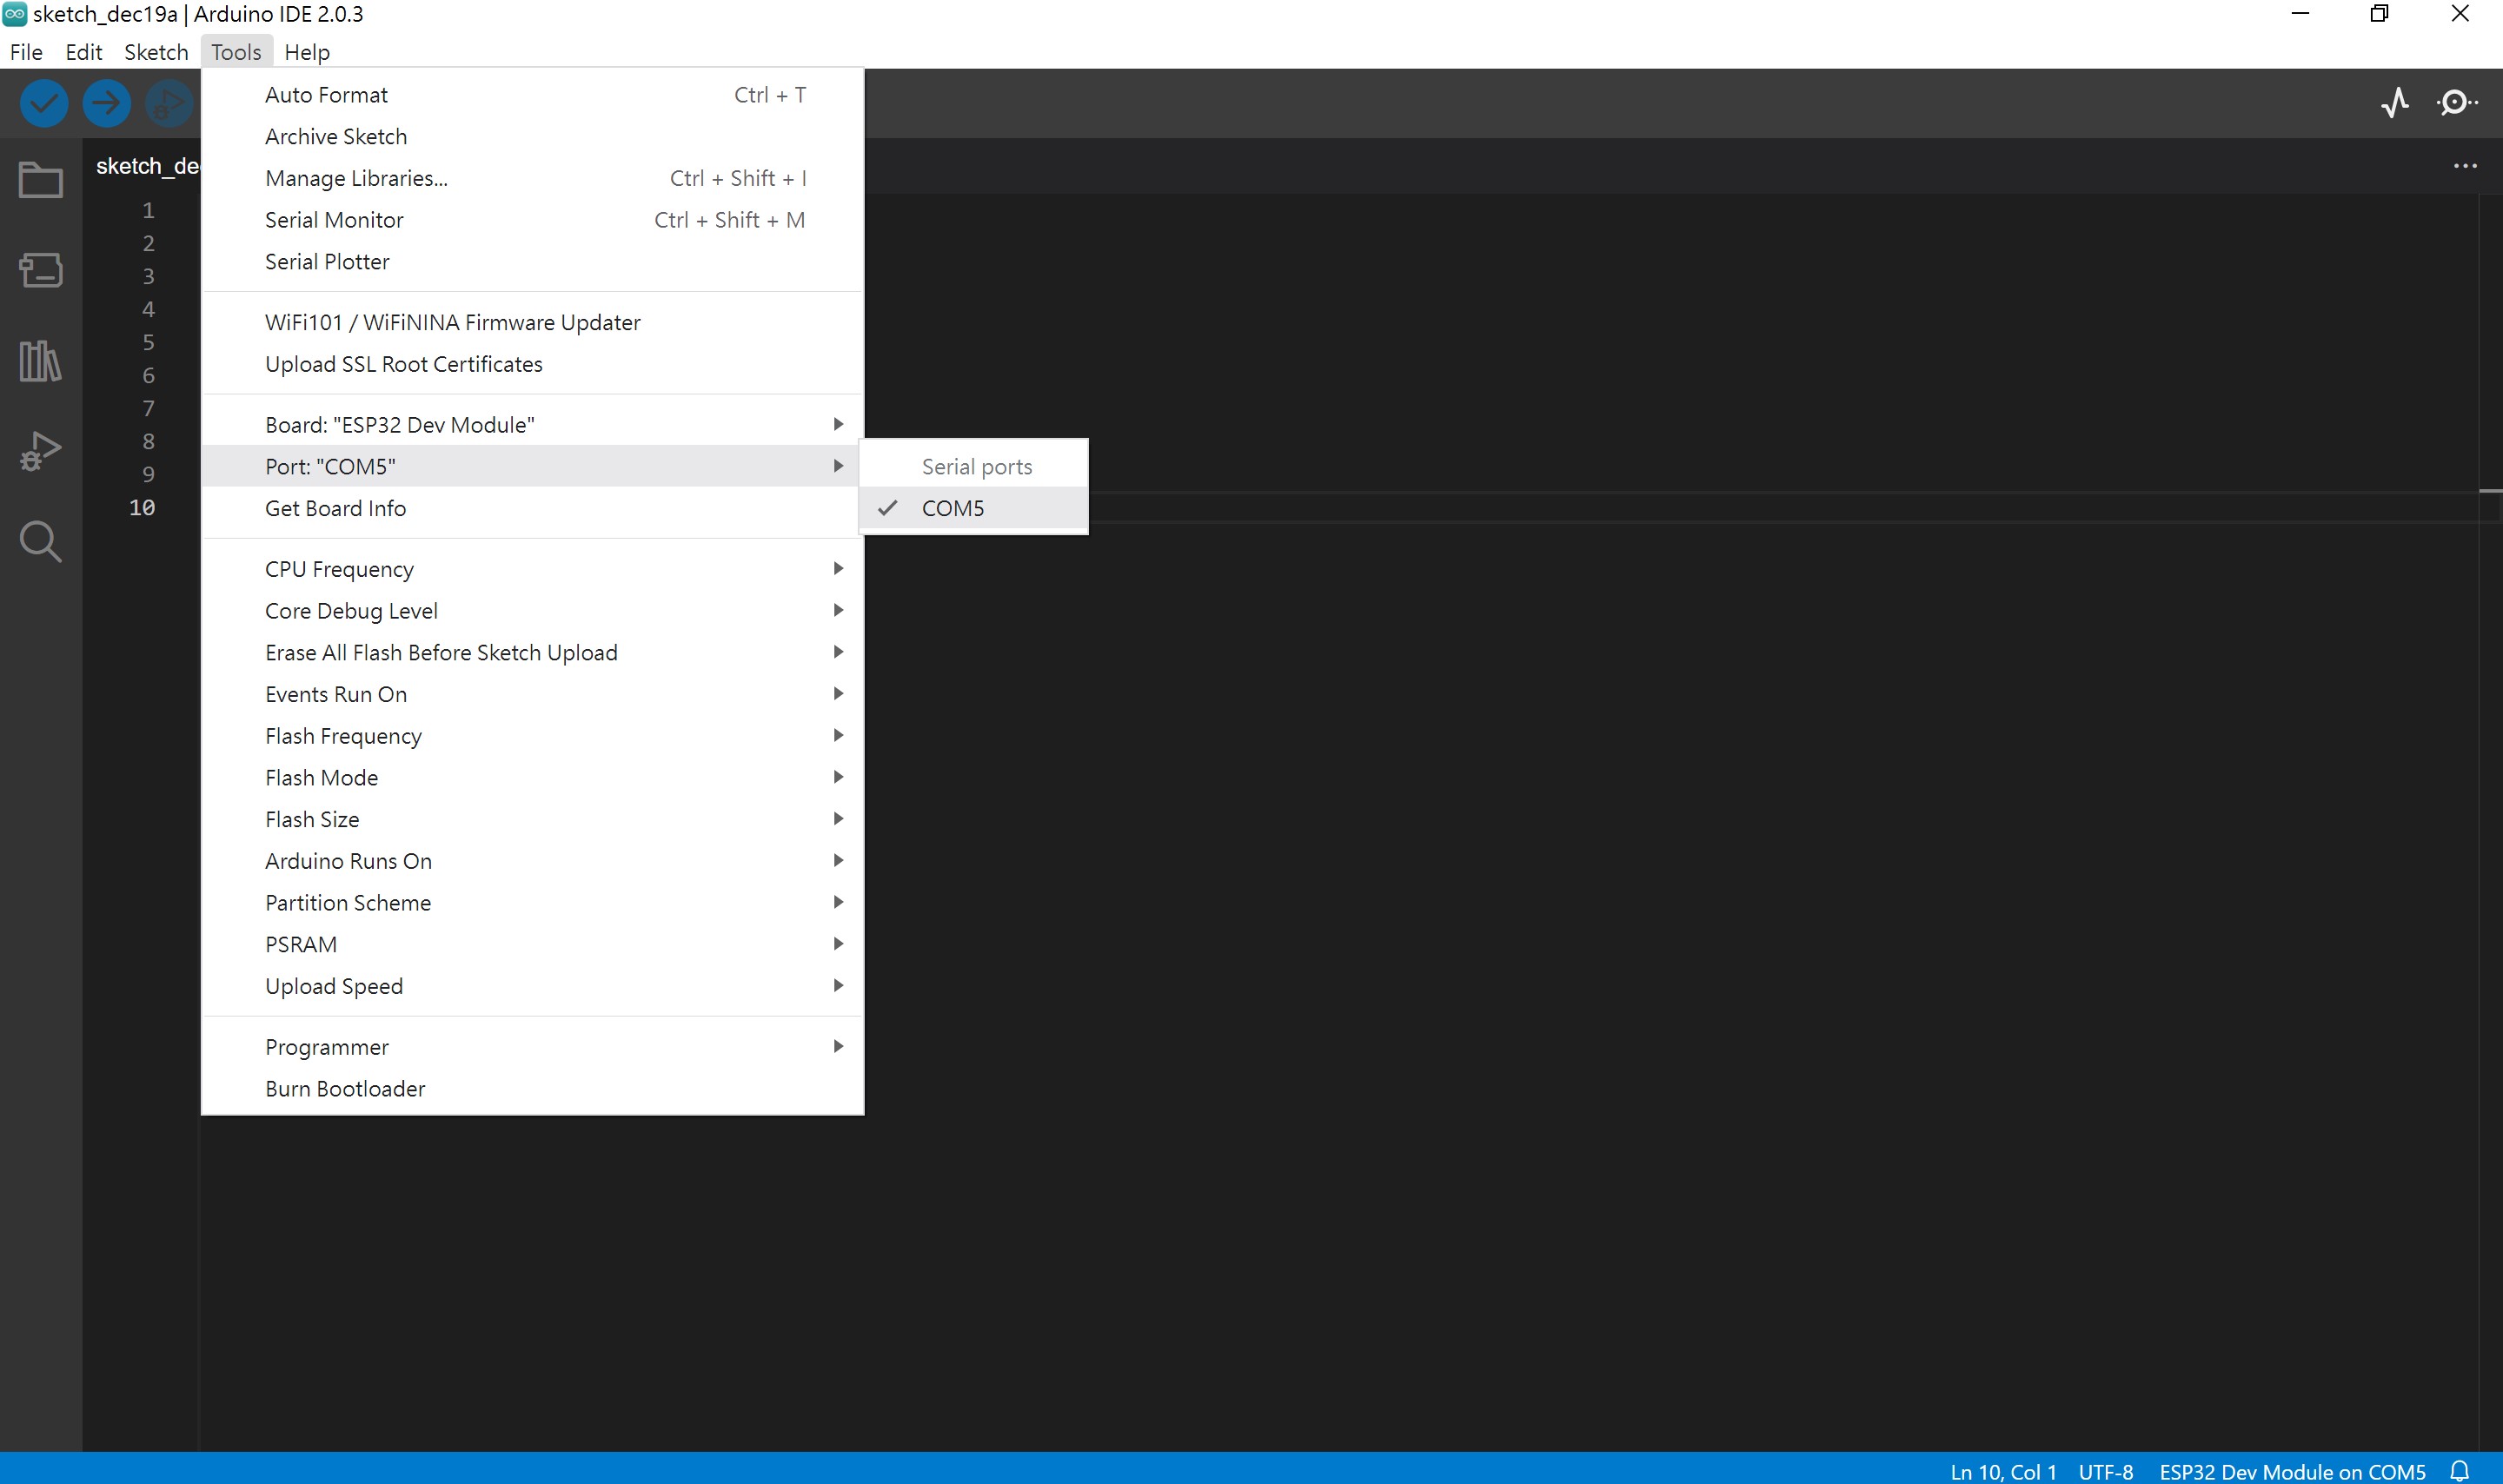 sketch_dec19a | Arduino IDE 2.0.3
File Edit Sketch Tools Help
Auto Format Ctrl + T
Archive Sketch
Manage Libraries... Ctrl + Shift + I
Serial Monitor Ctrl + Shift + M
Serial Plotter
WiFi101 / WiFiNINA Firmware Updater
Upload SSL Root Certificates
Board: "ESP32 Dev Module"
Port: "COM5"
Get Board Info
CPU Frequency
Core Debug Level
Erase All Flash Before Sketch Upload
Events Run On
Flash Frequency
Flash Mode
Flash Size
Arduino Runs On
Partition Scheme
PSRAM
Upload Speed
Programmer
Burn Bootloader
Serial ports
COM5
sketch_de
1
2
3
4
5
6
7
8
9
10
Ln 10, Col 1 UTF-8 ESP32 Dev Module on COM5